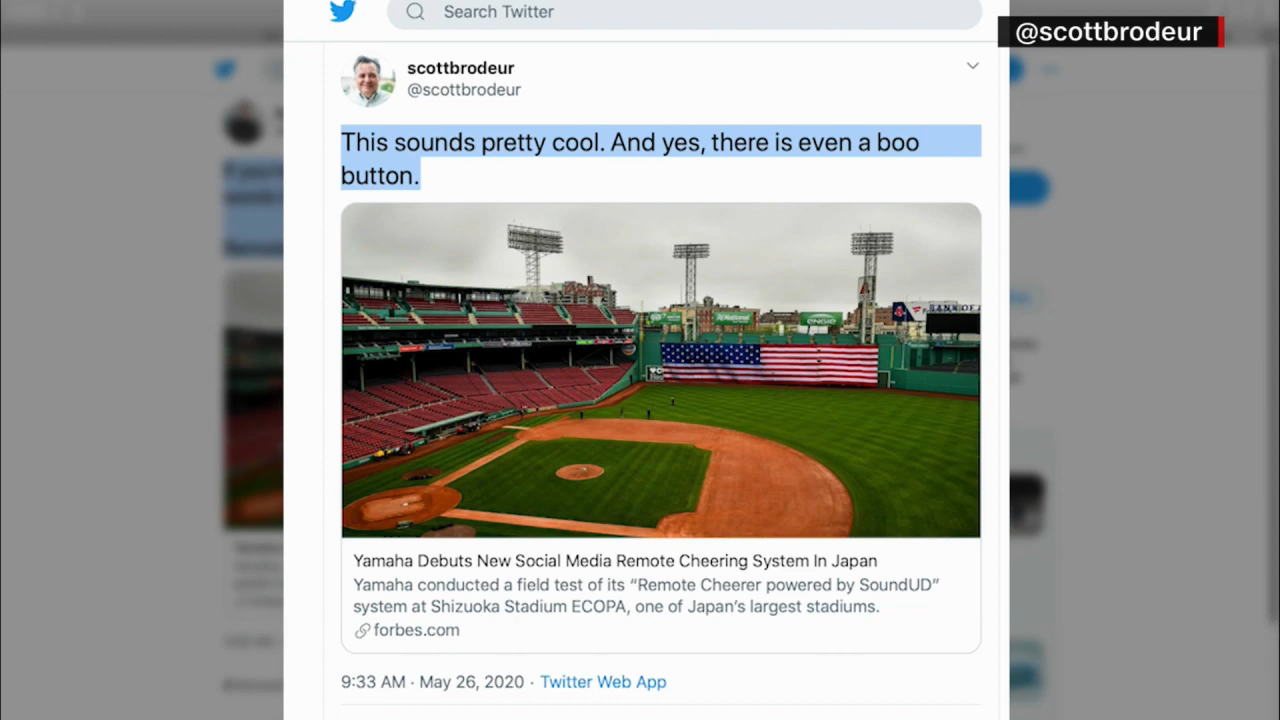 Search Twitter
@scottbrodeur
scottbrodeur
@scottbrodeur
This sounds pretty cool. And yes, there is even a boo
button.
ENGIE
Yamaha Debuts New Social Media Remote Cheering System In Japan
Yamaha conducted a field test of its “Remote Cheerer powered by SoundUD”
system at Shizuoka Stadium ECOPA, one of Japan’s largest stadiums.
forbes.com
9:33 AM · May 26, 2020 · Twitter Web App